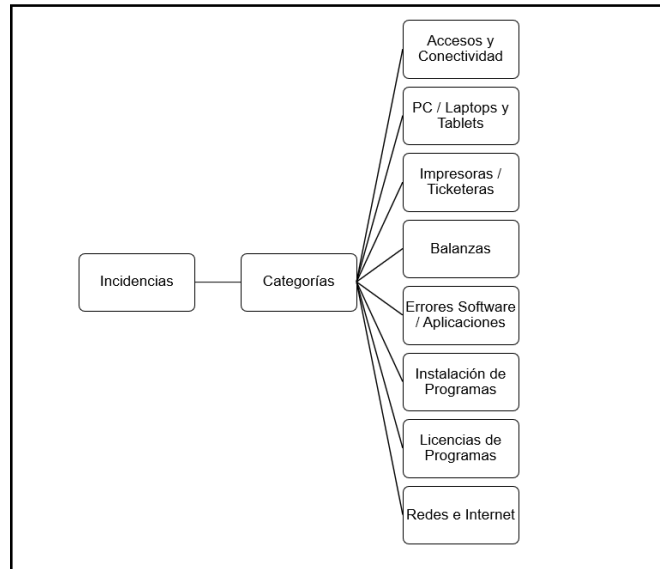 Accesos y
Conectividad
PC / Laptops y
Tablets
Impresoras /
Ticketeras
Balanzas
Incidencias
Categorías
Errores Software
/ Aplicaciones
Instalación de
Programas
Licencias de
Programas
Redes e Internet